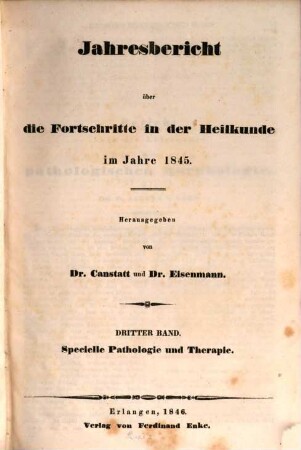 Jahresbericht
über
die Fortschritte in der Heilkunde
im Jahre 1845.
Herausgegeben
von
Dr. Canstatt und Dr. Eisenmann.
DRITTER BAND.
Specielle Pathologie und Therapie.
Erlangen, 1846.
Verlag von Ferdinand Enke.